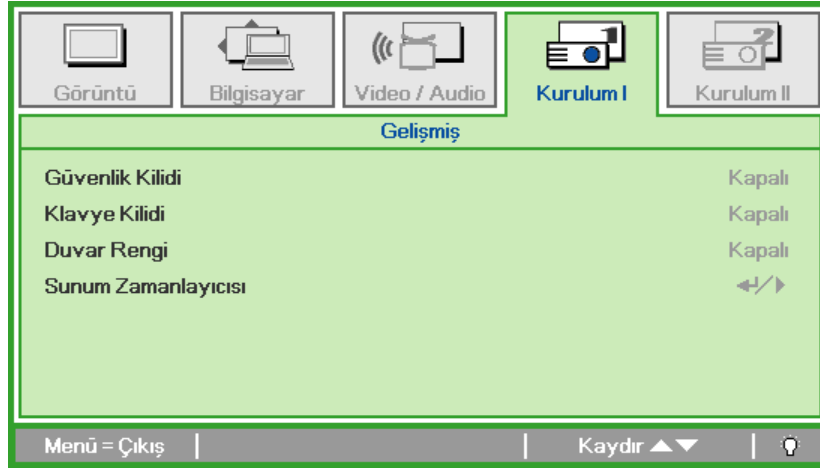 Görüntü
Bilgisayar
Video / Audio
Kurulum I
Kurulum II
Gelişmiş
Güvenlik Kilidi Kapalı
Klavye Kilidi Kapalı
Duvar Rengi Kapalı
Sunum Zamanlayıcısı
Menü = Çıkış
Kaydır